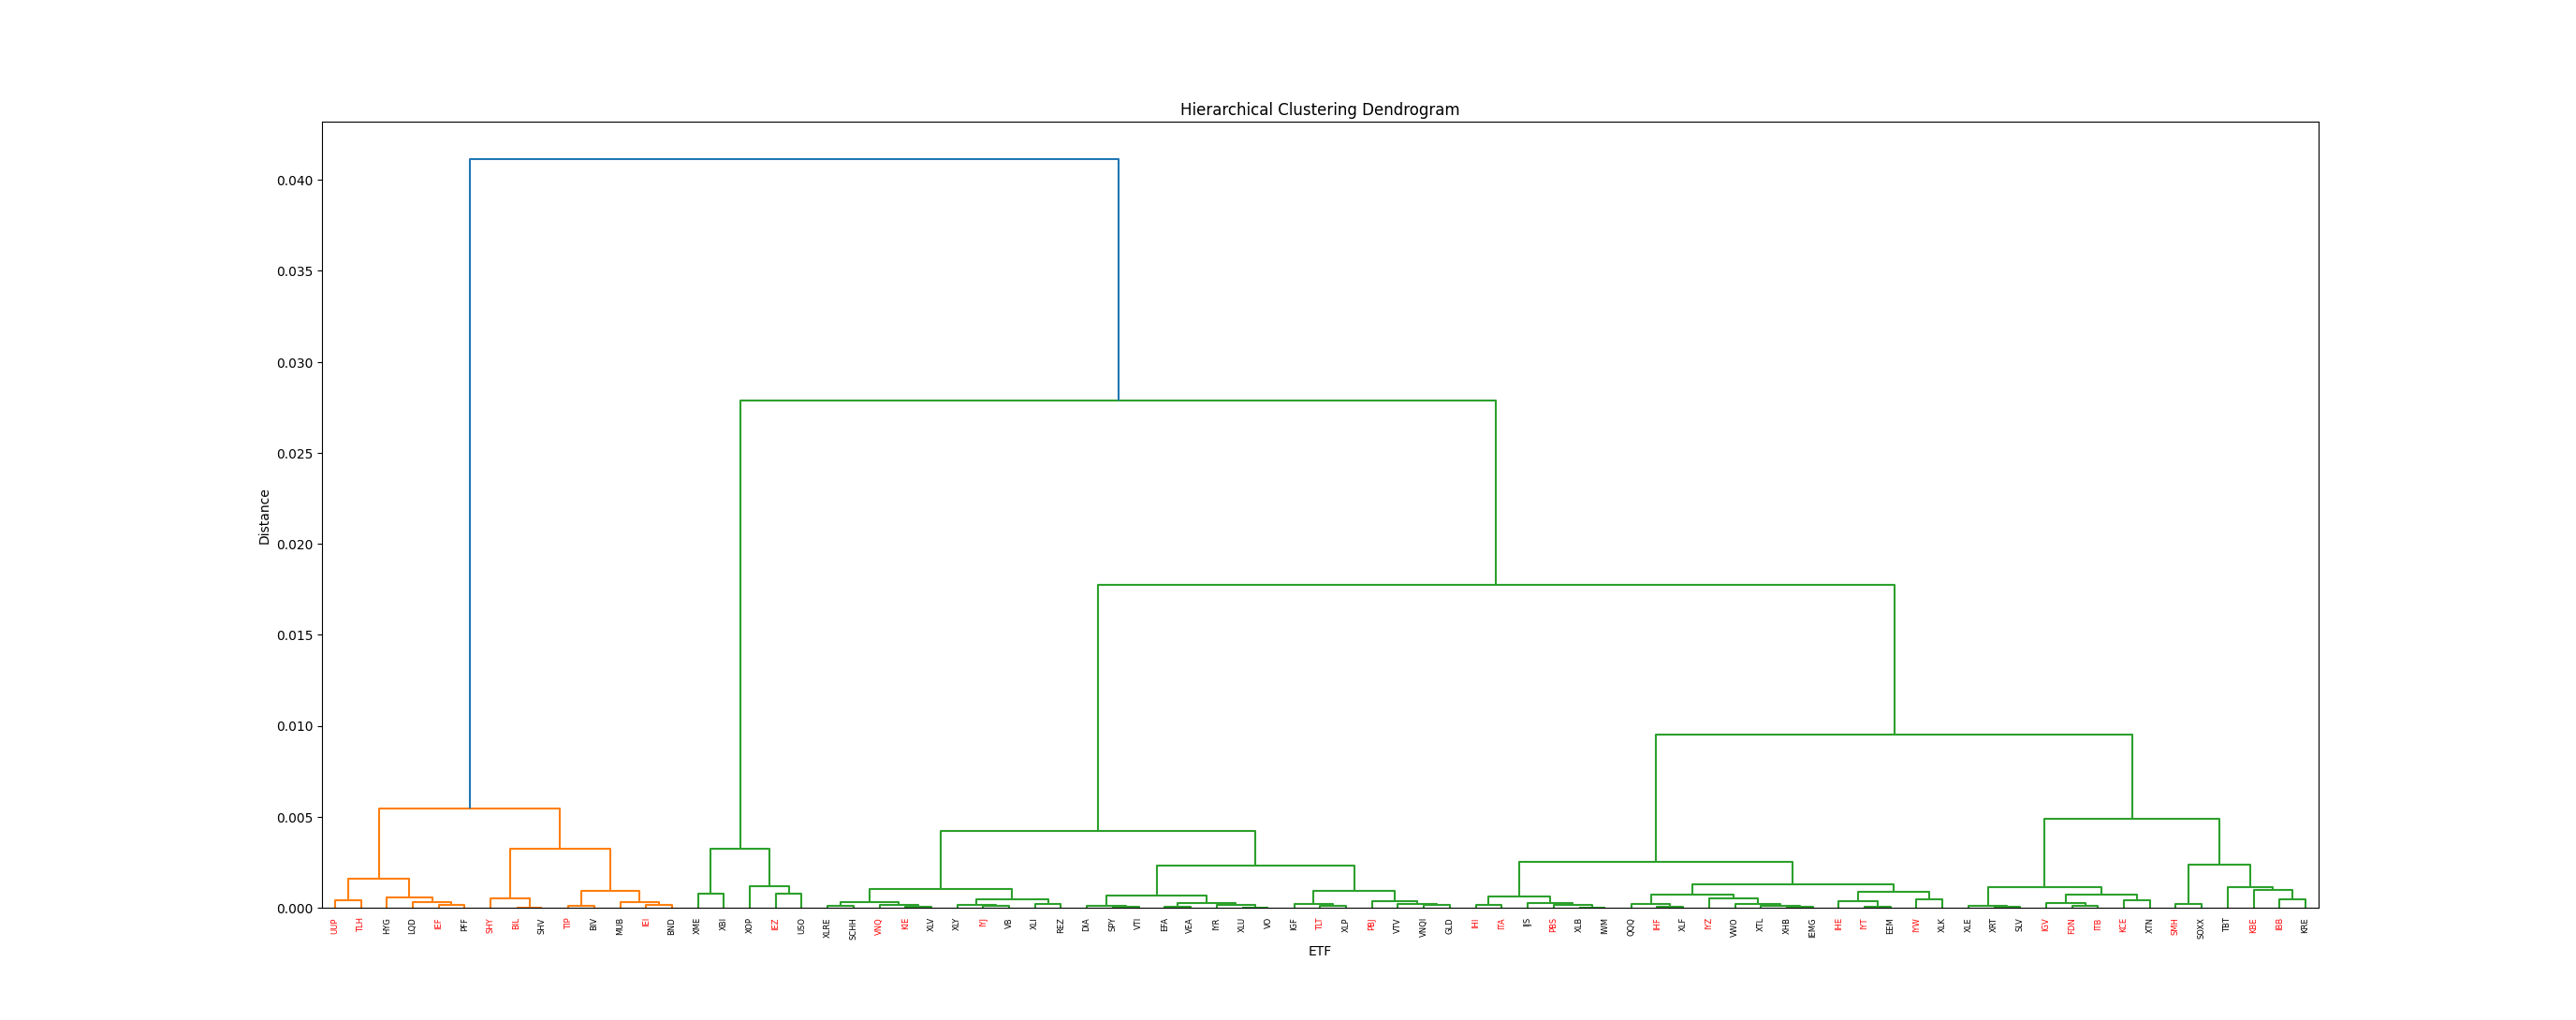 Hierarchical Clustering Dendrogram
0.040
0.035
0.030
0.025
0.020
0.015
0.010
0.005
0.000
Distance
UUP TLH HYG LQD IEF PFF SHY BIL SHV TIP BIV MUB IEI BND XME XBI XOP IEZ USO XLRE SCHH VNQ KIE XLV XLY IYJ VB XLI REZ DIA SPY VTI EFA VEA IYR XLU VO IGF TLT XLP PBJ VTV VNQI GLD IHI ITA IJS PBS XLB IWM QQQ IHF XLF IYZ VWO XTL XHB IEMG IHE IYT EEM IYW XLK XLE XRT SLV IGV FDN ITB KCE XTN SMH SOXX TBT KBE IBB KRE
ETF